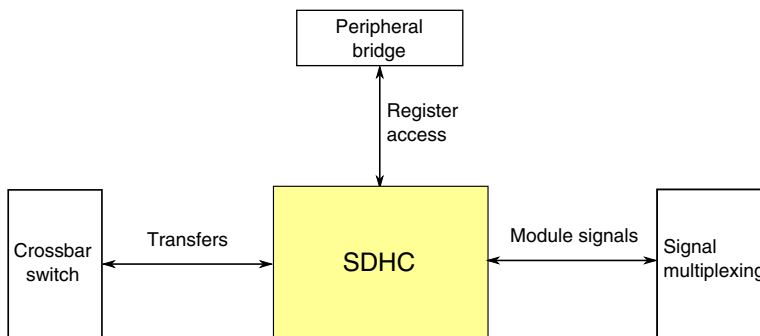 Peripheral
bridge
Register
access
Crossbar
switch
Transfers
SDHC
Module signals
Signal
multiplexing